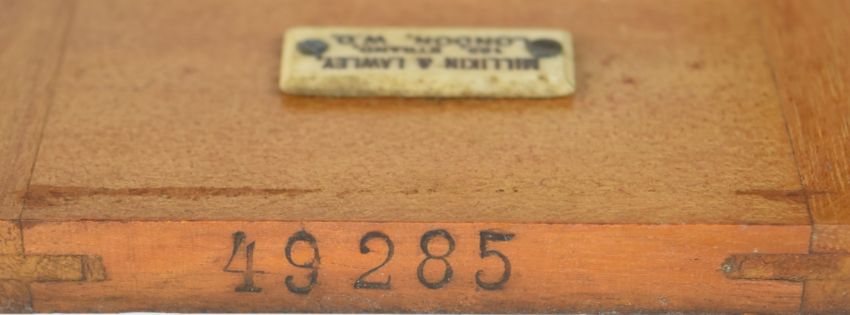 MILLIKIN & LAWLEY,
165 STRAND,
LONDON, W.C.
49285